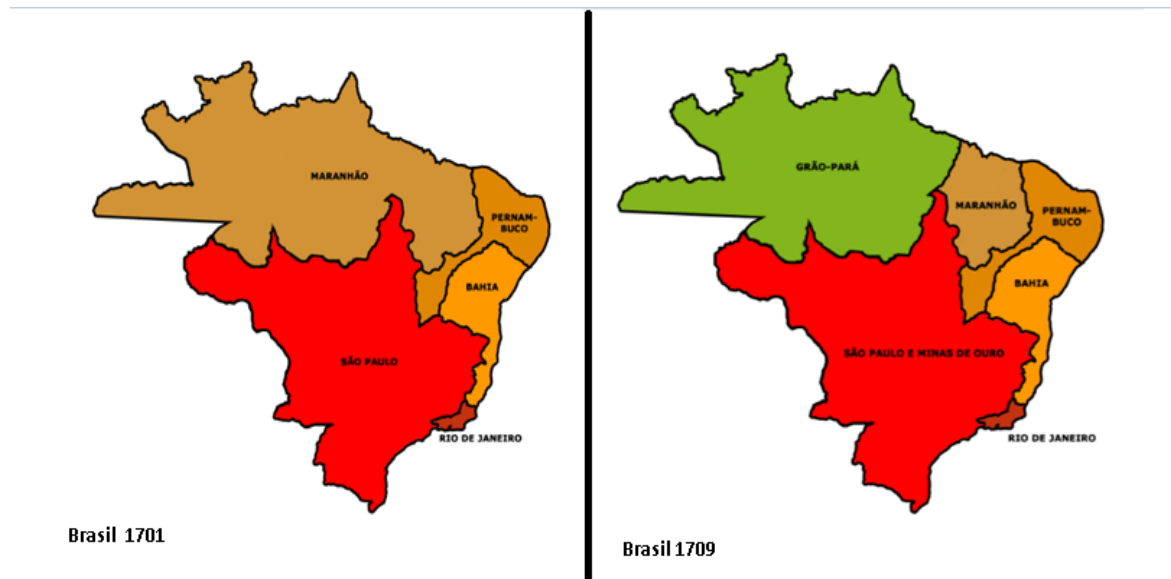 MARANHÃO
PERNAM-
BUCO
BAHIA
SÃO PAULO
RIO DE JANEIRO
Brasil 1701
GRÃO-PARÁ
MARANHÃO
PERNAM-
BUCO
BAHIA
SÃO PAULO E MINAS DE OURO
RIO DE JANEIRO
Brasil 1709